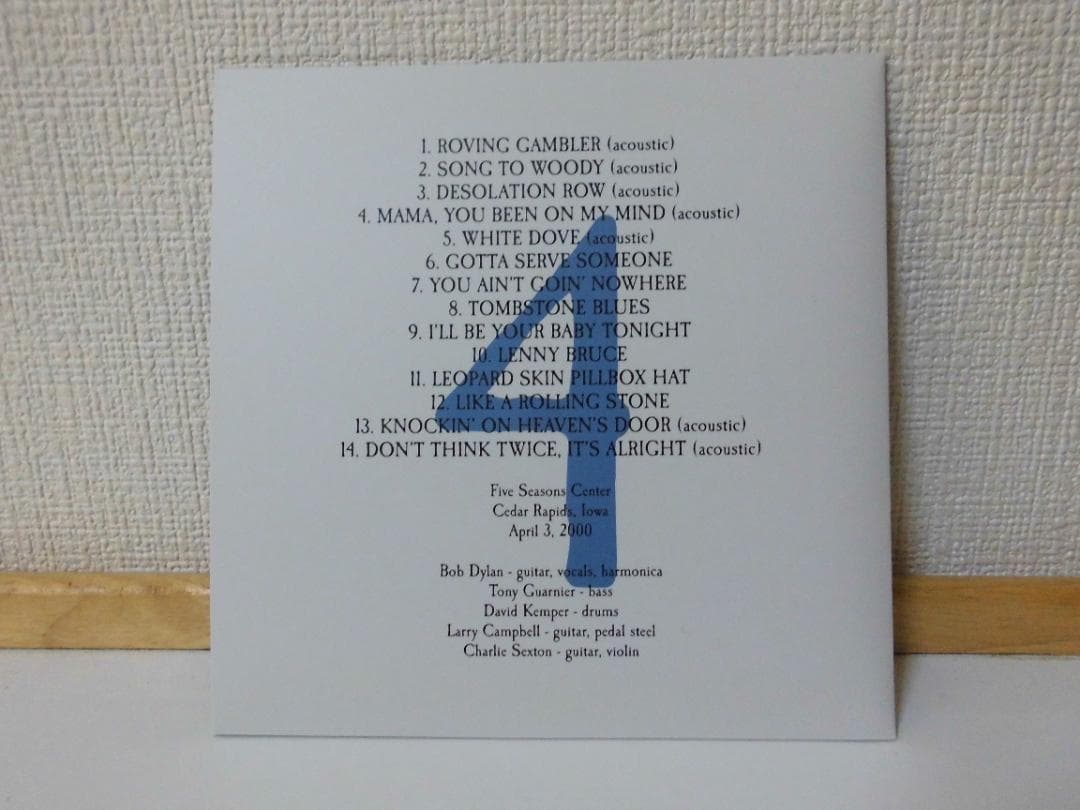 1. ROVING GAMBLER (acoustic)
2. SONG TO WOODY (acoustic)
3. DESOLATION ROW (acoustic)
4. MAMA, YOU BEEN ON MY MIND (acoustic)
5. WHITE DOVE (acoustic)
6. GOTTA SERVE SOMEONE
7. YOU AIN'T GOIN' NOWHERE
8. TOMBSTONE BLUES
9. I'LL BE YOUR BABY TONIGHT
10. LENNY BRUCE
11. LEOPARD SKIN PILLBOX HAT
12. LIKE A ROLLING STONE
13. KNOCKIN' ON HEAVEN'S DOOR (acoustic)
14. DON'T THINK TWICE, IT'S ALRIGHT (acoustic)
4
Five Seasons Center
Cedar Rapids, Iowa
April 3, 2000
Bob Dylan - guitar, vocals, harmonica
Tony Guarnier - bass
David Kemper - drums
Larry Campbell - guitar, pedal steel
Charlie Sexton - guitar, violin